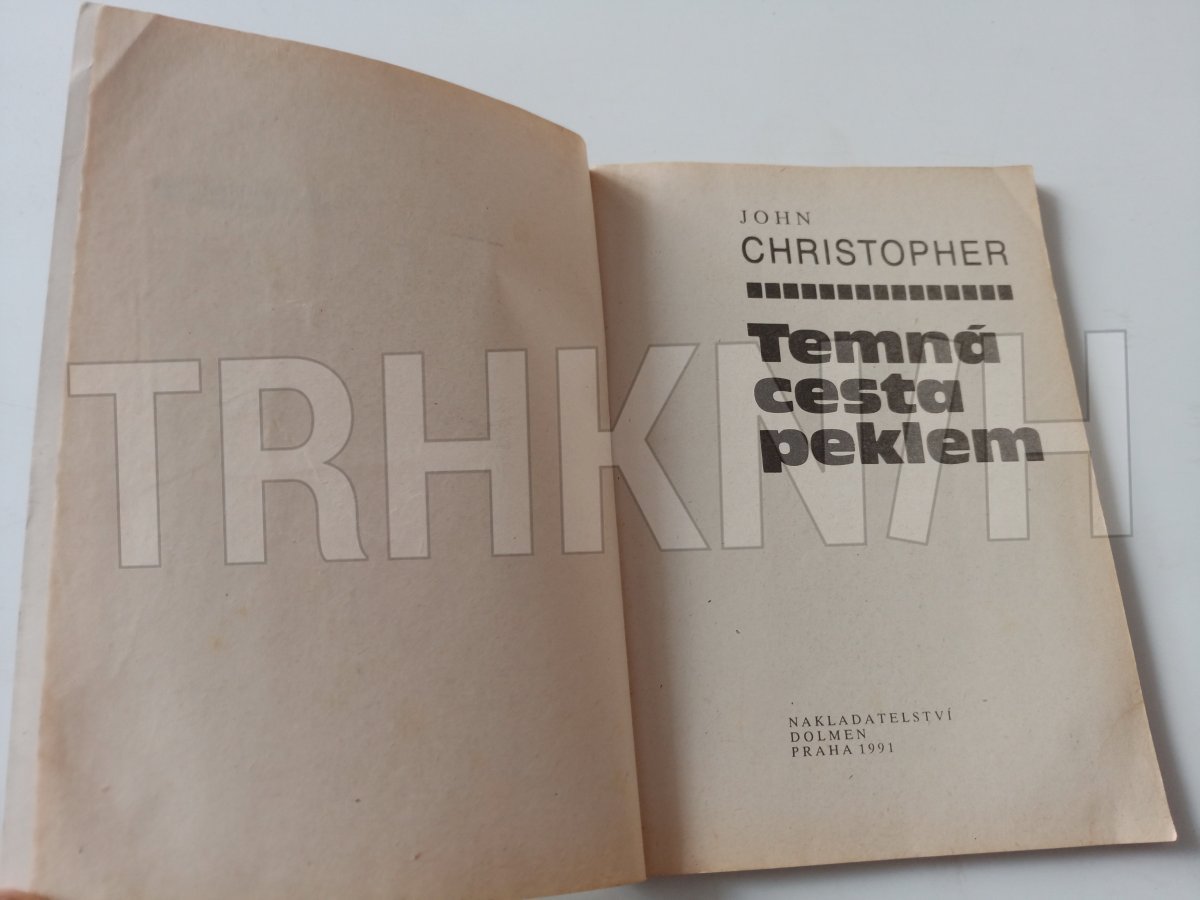 JOHN
CHRISTOPHER
Temná
cesta
peklem
TRHKNIH
NAKLADATELSTVÍ
DOLMEN
PRAHA 1991